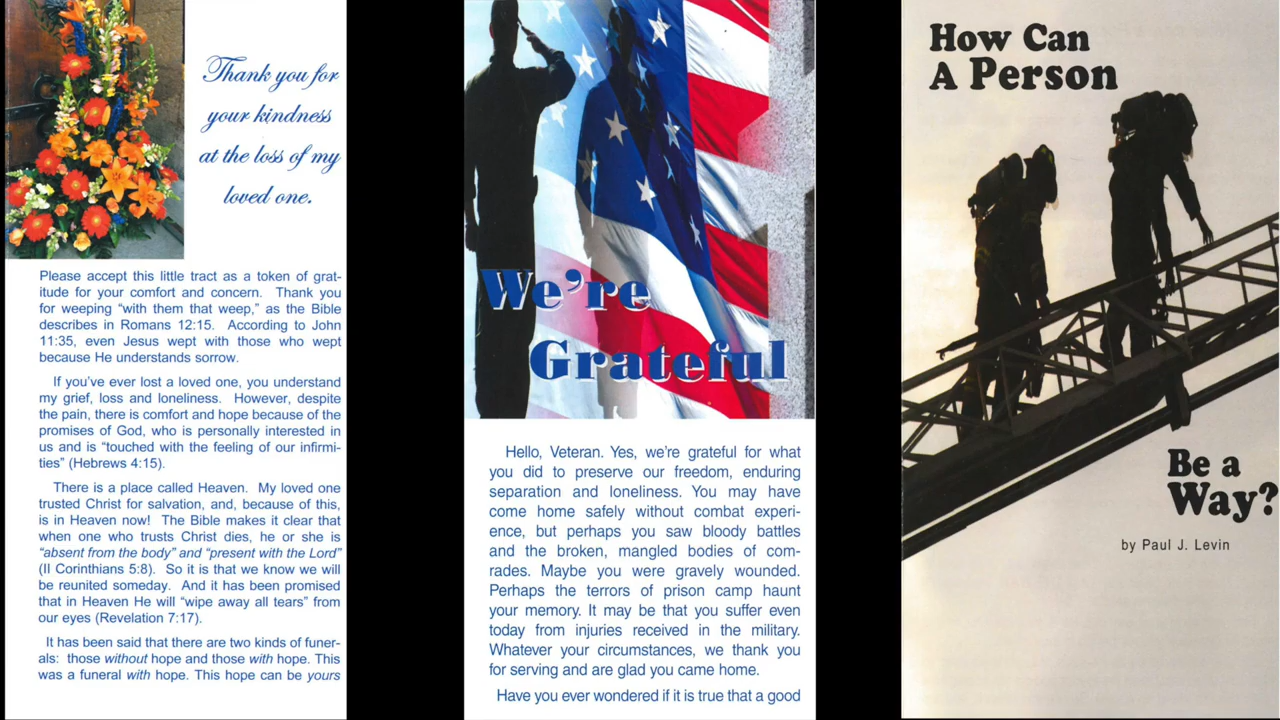 Thank you for
your kindness
at the loss of my
loved one.
Please accept this little tract as a token of grat-
itude for your comfort and concern. Thank you
for weeping “with them that weep,” as the Bible
describes in Romans 12:15. According to John
11:35, even Jesus wept with those who wept
because He understands sorrow.
If you’ve ever lost a loved one, you understand
my grief, loss and loneliness. However, despite
the pain, there is comfort and hope because of the
promises of God, who is personally interested in
us and is “touched with the feeling of our infirmi-
ties” (Hebrews 4:15).
There is a place called Heaven. My loved one
trusted Christ for salvation, and, because of this,
is in Heaven now! The Bible makes it clear that
when one who trusts Christ dies, he or she is
“absent from the body” and “present with the Lord”
(II Corinthians 5:8). So it is that we know we will
be reunited someday. And it has been promised
that in Heaven He will “wipe away all tears” from
our eyes (Revelation 7:17).
It has been said that there are two kinds of funer-
als: those without hope and those with hope. This
was a funeral with hope. This hope can be yours
We’re
Grateful
Hello, Veteran. Yes, we’re grateful for what
you did to preserve our freedom, enduring
separation and loneliness. You may have
come home safely without combat experi-
ence, but perhaps you saw bloody battles
and the broken, mangled bodies of com-
rades. Maybe you were gravely wounded.
Perhaps the terrors of prison camp haunt
your memory. It may be that you suffer even
today from injuries received in the military.
Whatever your circumstances, we thank you
for serving and are glad you came home.
Have you ever wondered if it is true that a good
How Can
A Person
Be a
Way?
by Paul J. Levin